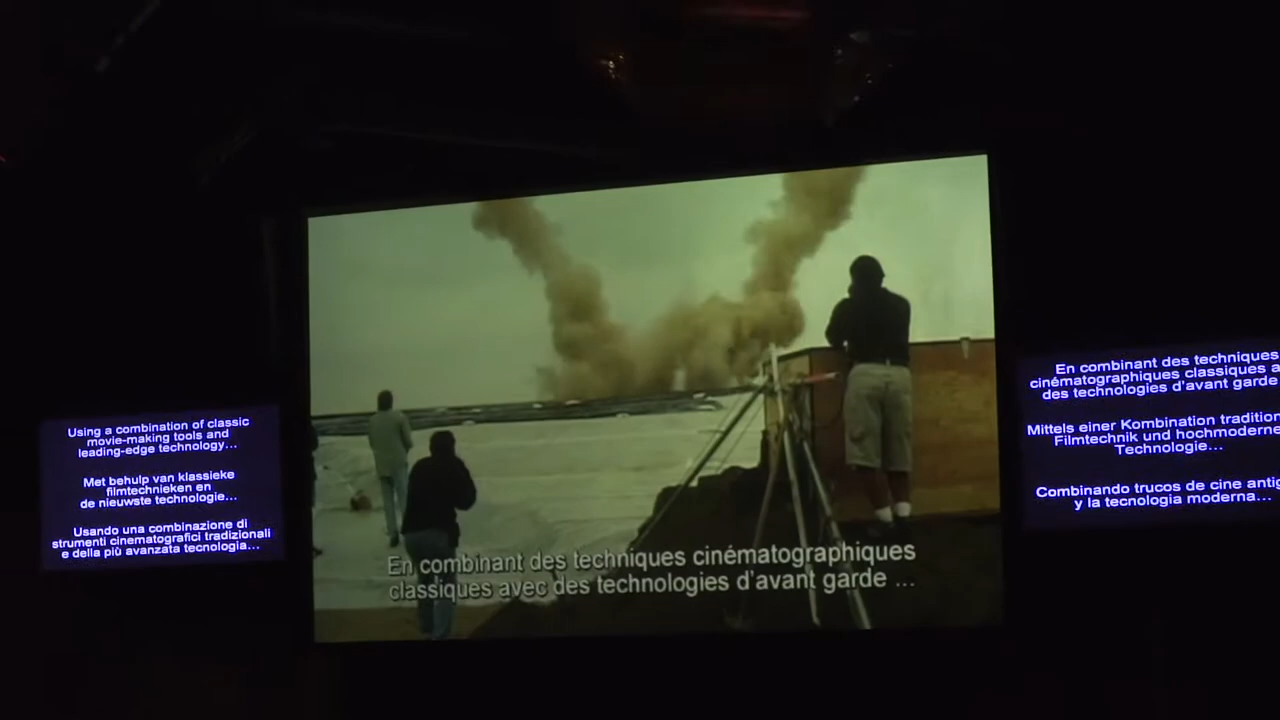 Using a combination of classic
movie-making tools and
leading-edge technology...
Met behulp van klassieke
filmtechnieken en
de nieuwste technologie...
Usando una combinazione di
strumenti cinematografici tradizionali
e della più avanzata tecnologia...
En combinant des techniques cinématographiques
classiques avec des technologies d'avant garde ...
En combinant des techniques
cinématographiques classiques a
des technologies d'avant garde
Mittels einer Kombination tradition
Filmtechnik und hochmoderne
Technologie...
Combinando trucos de cine antig
y la tecnologia moderna...